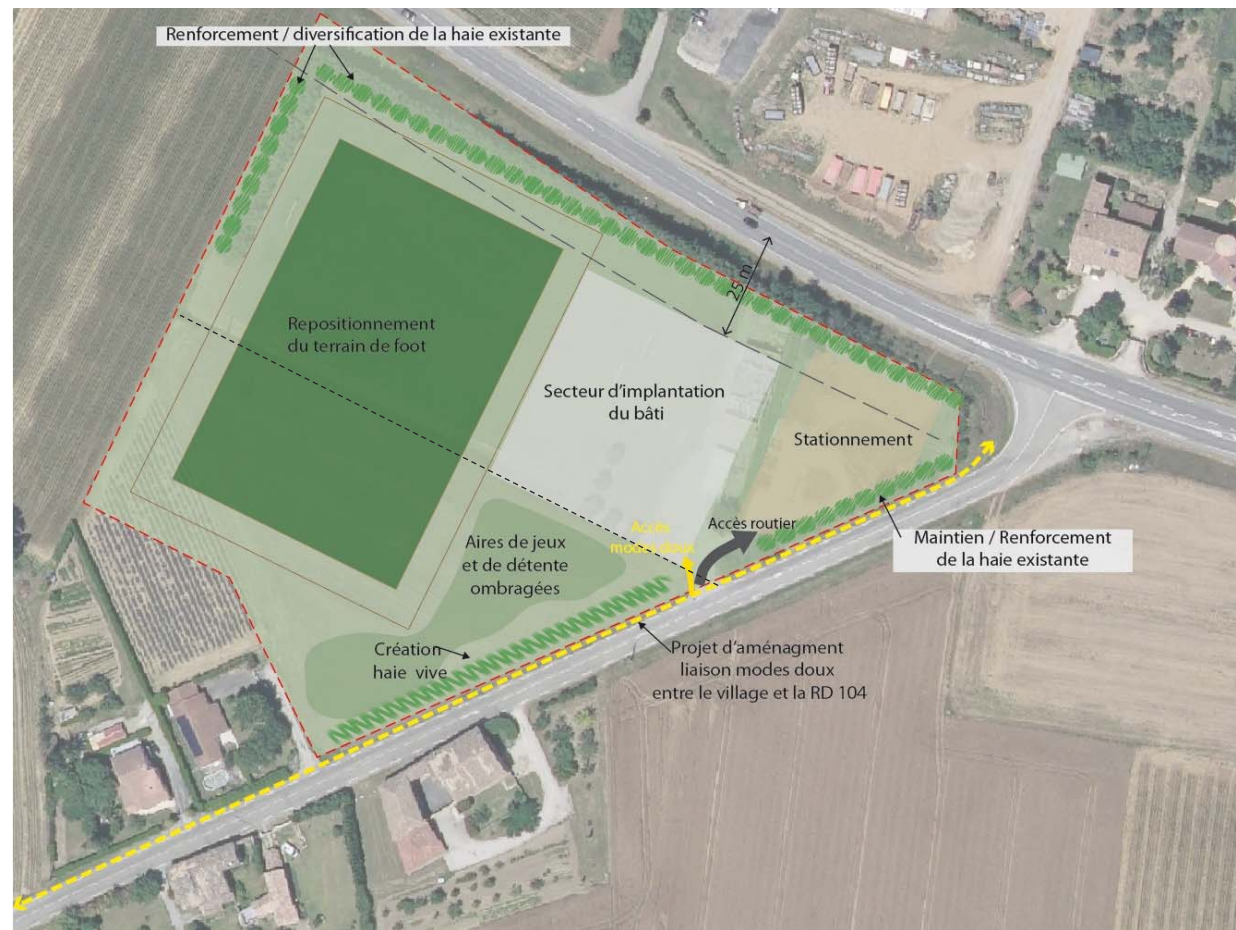 Renforcement / diversification de la haie existante
25 m
Repositionnement
du terrain de foot
Secteur d'implantation
du bâti
Stationnement
Accès routier
Accès
modes doux
Aires de jeux
et de détente
ombragées
Maintien / Renforcement
de la haie existante
Création
haie vive
Projet d'aménagment
liaison modes doux
entre le village et la RD 104